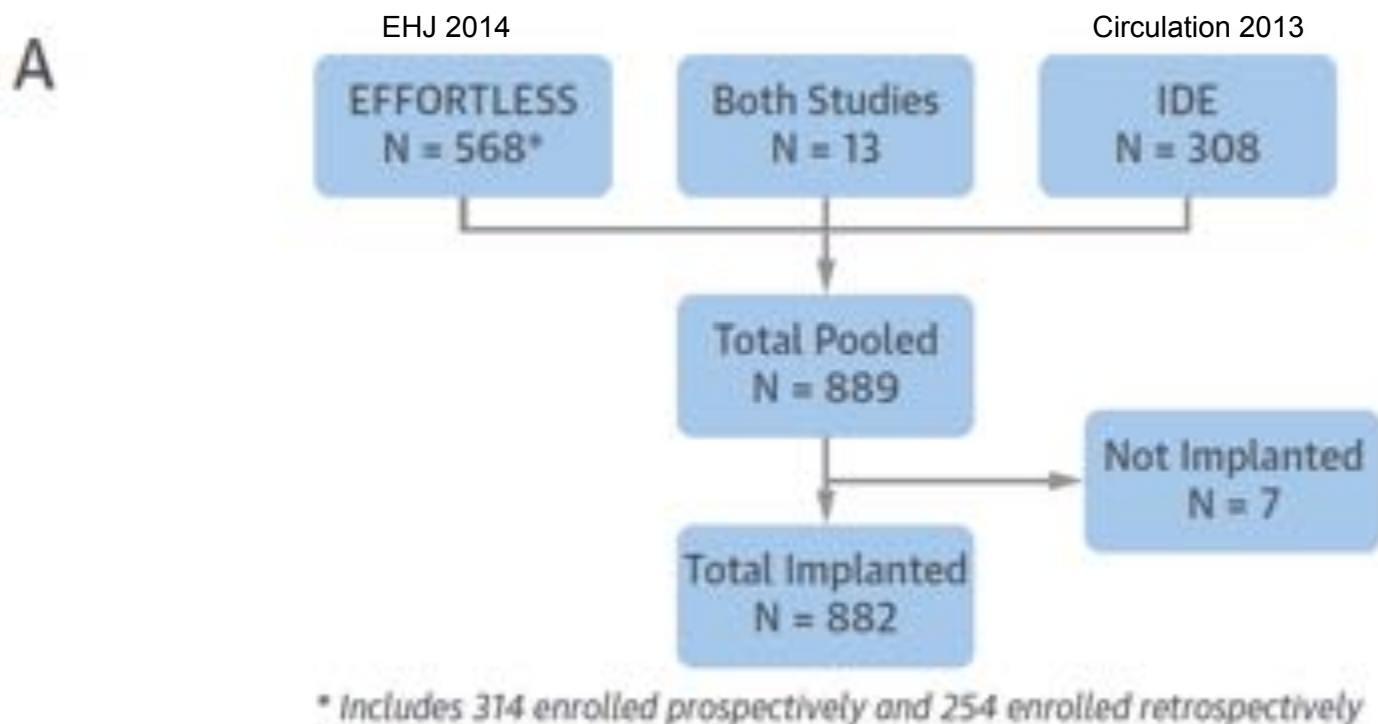 A
EHJ 2014
Circulation 2013
EFFORTLESS
N = 568*
Both Studies
N = 13
IDE
N = 308
Total Pooled
N = 889
Not Implanted
N = 7
Total Implanted
N = 882
* Includes 314 enrolled prospectively and 254 enrolled retrospectively